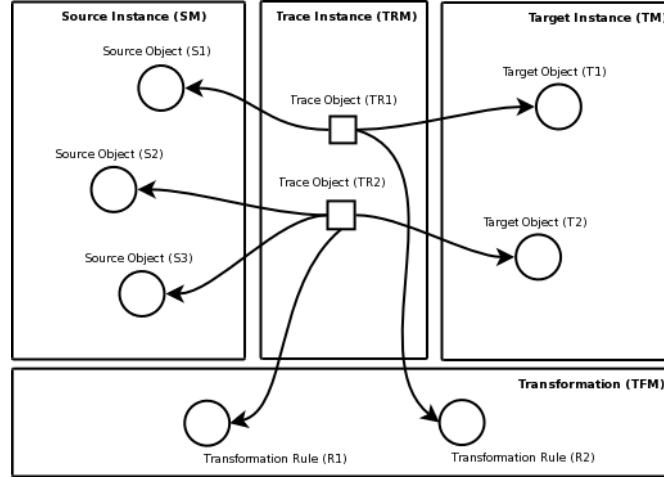 Source Instance (SM)
Trace Instance (TRM)
Target Instance (TM)
Source Object (S1)
Target Object (T1)
Trace Object (TR1)
Source Object (S2)
Trace Object (TR2)
Target Object (T2)
Source Object (S3)
Transformation (TFM)
Transformation Rule (R1)
Transformation Rule (R2)